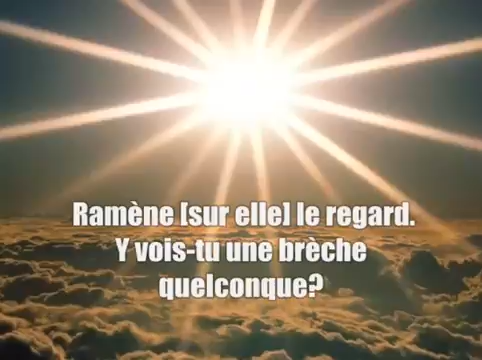 Ramène [sur elle] le regard.
Y vois-tu une brèche
quelconque?